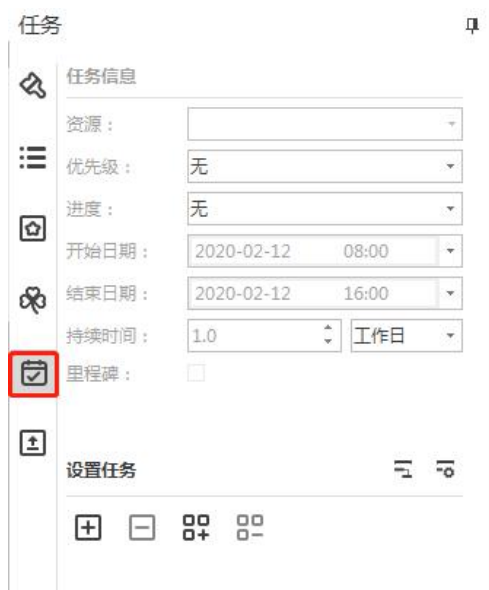 任务
任务信息
资源：
优先级： 无
进度： 无
开始日期： 2020-02-12 08:00
结束日期： 2020-02-12 16:00
持续时间： 1.0 工作日
里程碑：
设置任务